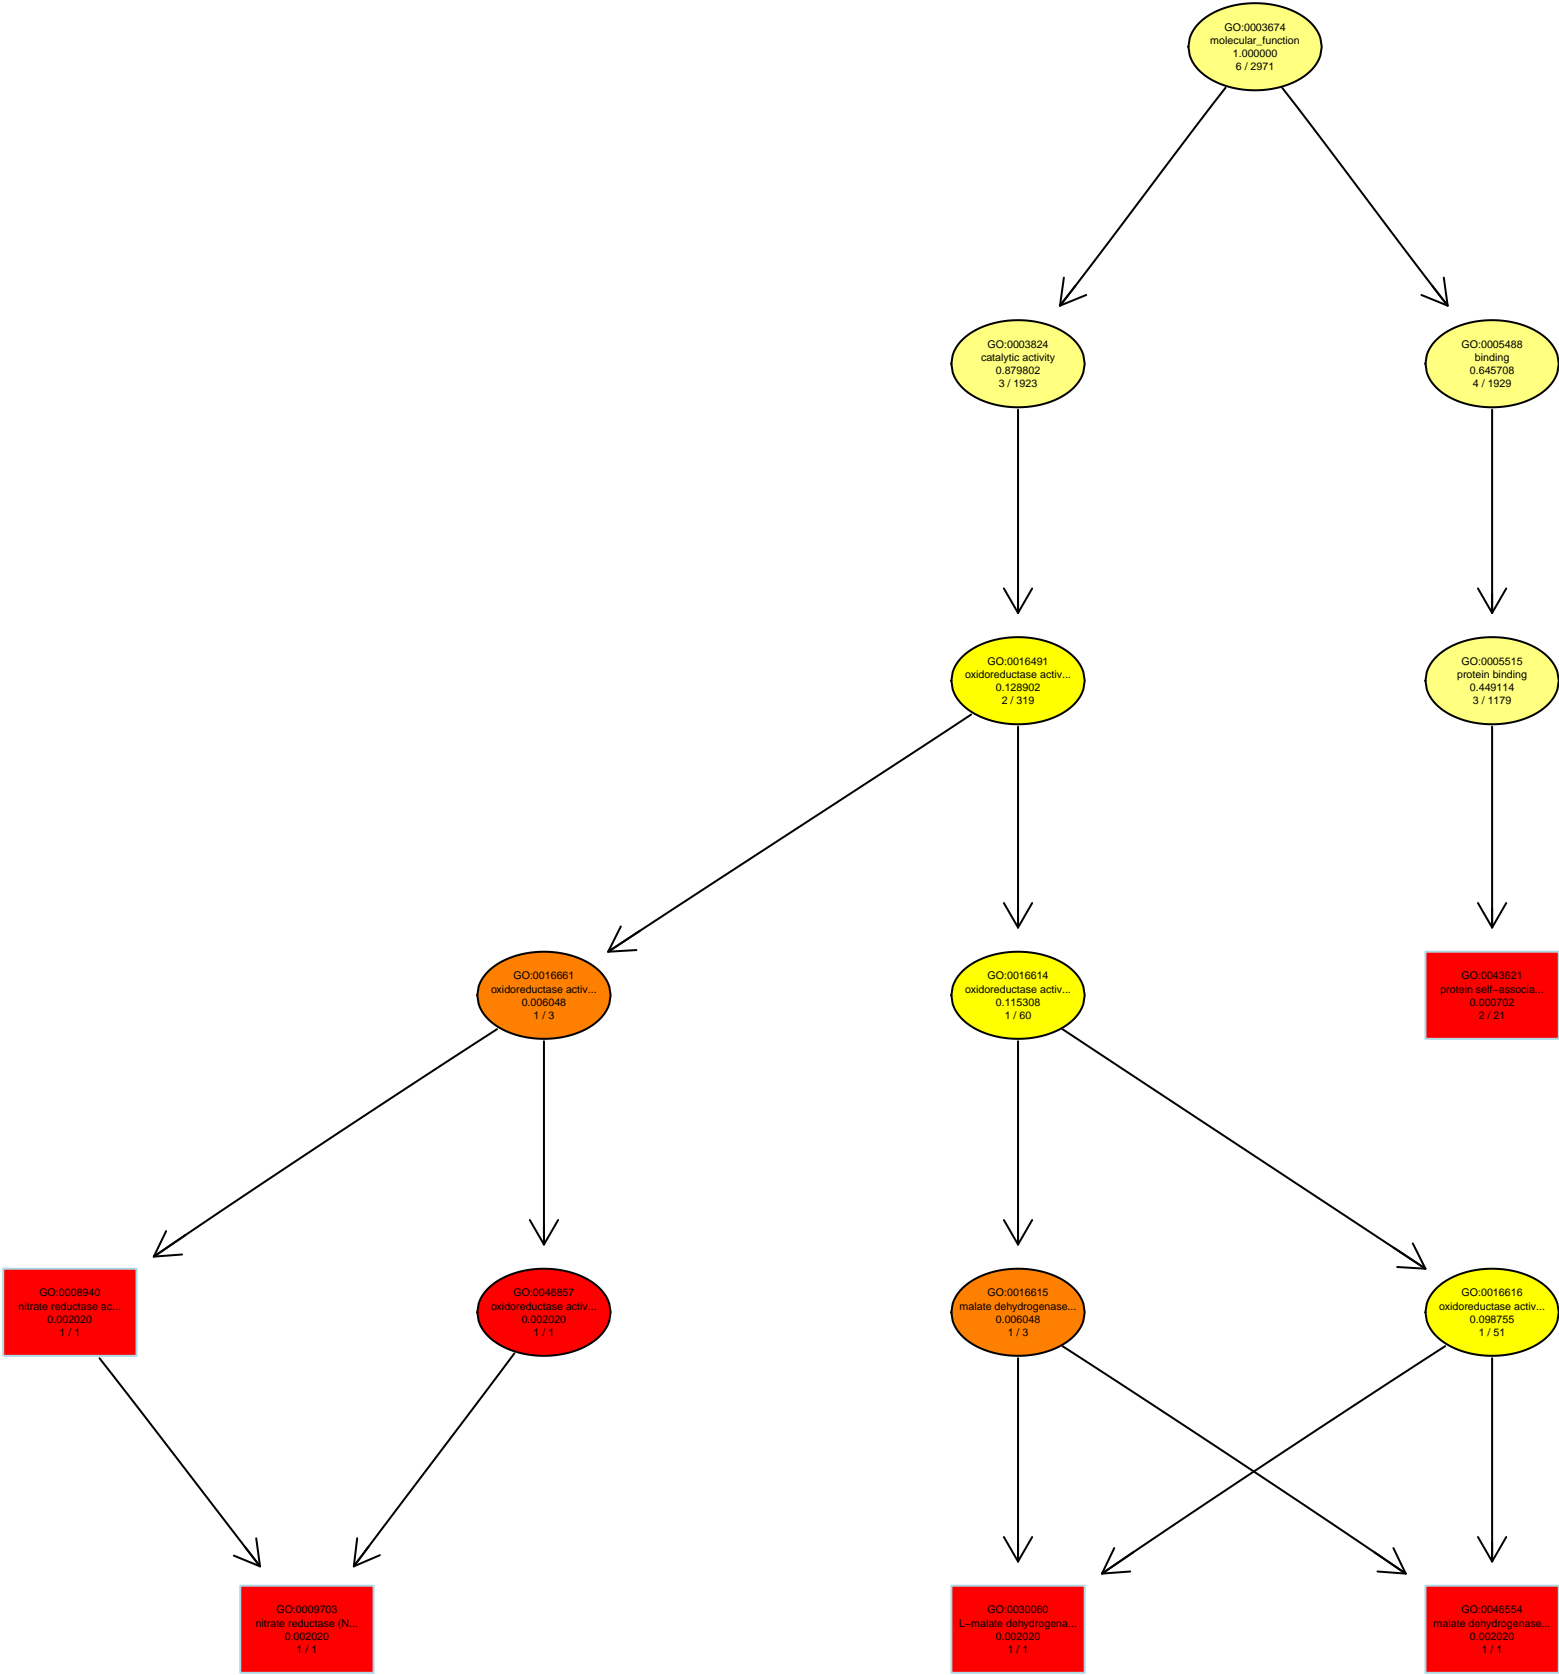 GO:0003674
molecular_function
1.000000
6 / 2971
GO:0003824
catalytic activity
0.879802
3 / 1923
GO:0005488
binding
0.645708
4 / 1929
GO:0016491
oxidoreductase activ...
0.128902
2 / 319
GO:0005515
protein binding
0.449114
3 / 1179
GO:0016661
oxidoreductase activ...
0.006048
1 / 3
GO:0016614
oxidoreductase activ...
0.115308
1 / 60
GO:0043621
protein self−associa...
0.000702
2 / 21
GO:0008940
nitrate reductase ac...
0.002020
1 / 1
GO:0046857
oxidoreductase activ...
0.002020
1 / 1
GO:0016615
malate dehydrogenase...
0.006048
1 / 3
GO:0016616
oxidoreductase activ...
0.098755
1 / 51
GO:0009703
nitrate reductase (N...
0.002020
1 / 1
GO:0030060
L−malate dehydrogena...
0.002020
1 / 1
GO:0046554
malate dehydrogenase...
0.002020
1 / 1